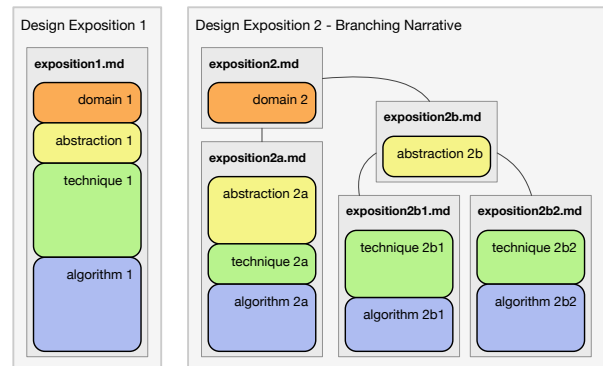 Design Exposition 1
exposition1.md
domain 1
abstraction 1
technique 1
algorithm 1
Design Exposition 2 - Branching Narrative
exposition2.md
domain 2
exposition2a.md
abstraction 2a
technique 2a
algorithm 2a
exposition2b.md
abstraction 2b
exposition2b1.md
technique 2b1
algorithm 2b1
exposition2b2.md
technique 2b2
algorithm 2b2